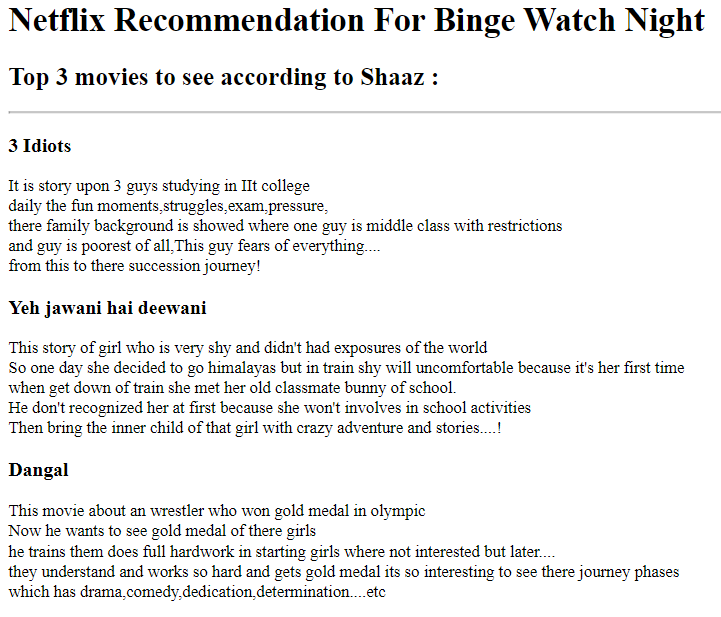 Netflix Recommendation For Binge Watch Night
Top 3 movies to see according to Shaaz :
3 Idiots
It is story upon 3 guys studying in IIt college
daily the fun moments,struggles,exam,pressure,
there family background is showed where one guy is middle class with restrictions
and guy is poorest of all,This guy fears of everything....
from this to there succession journey!
Yeh jawani hai deewani
This story of girl who is very shy and didn't had exposures of the world
So one day she decided to go himalayas but in train shy will uncomfortable because it's her first time
when get down of train she met her old classmate bunny of school.
He don't recognized her at first because she won't involves in school activities
Then bring the inner child of that girl with crazy adventure and stories....!
Dangal
This movie about an wrestler who won gold medal in olympic
Now he wants to see gold medal of there girls
he trains them does full hardwork in starting girls where not interested but later....
they understand and works so hard and gets gold medal its so interesting to see there journey phases
which has drama,comedy,dedication,determination....etc